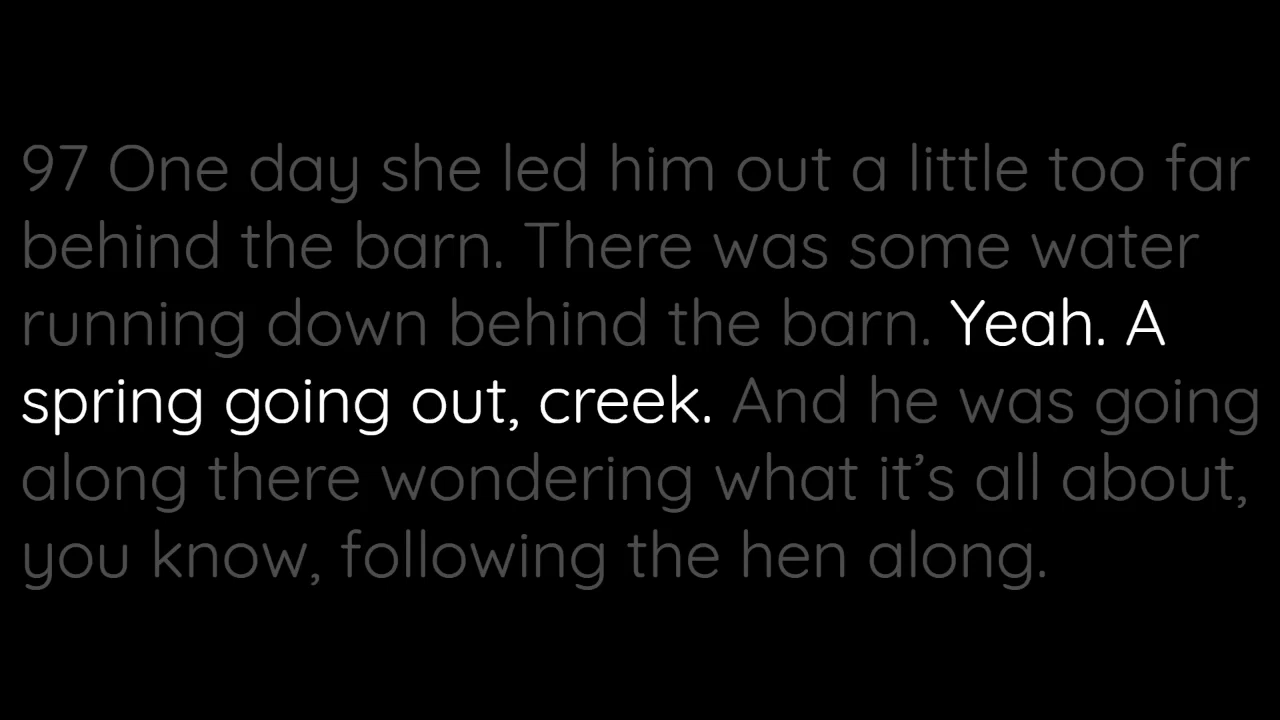 97 One day she led him out a little too far
behind the barn. There was some water
running down behind the barn. Yeah. A
spring going out, creek. And he was going
along there wondering what it’s all about,
you know, following the hen along.